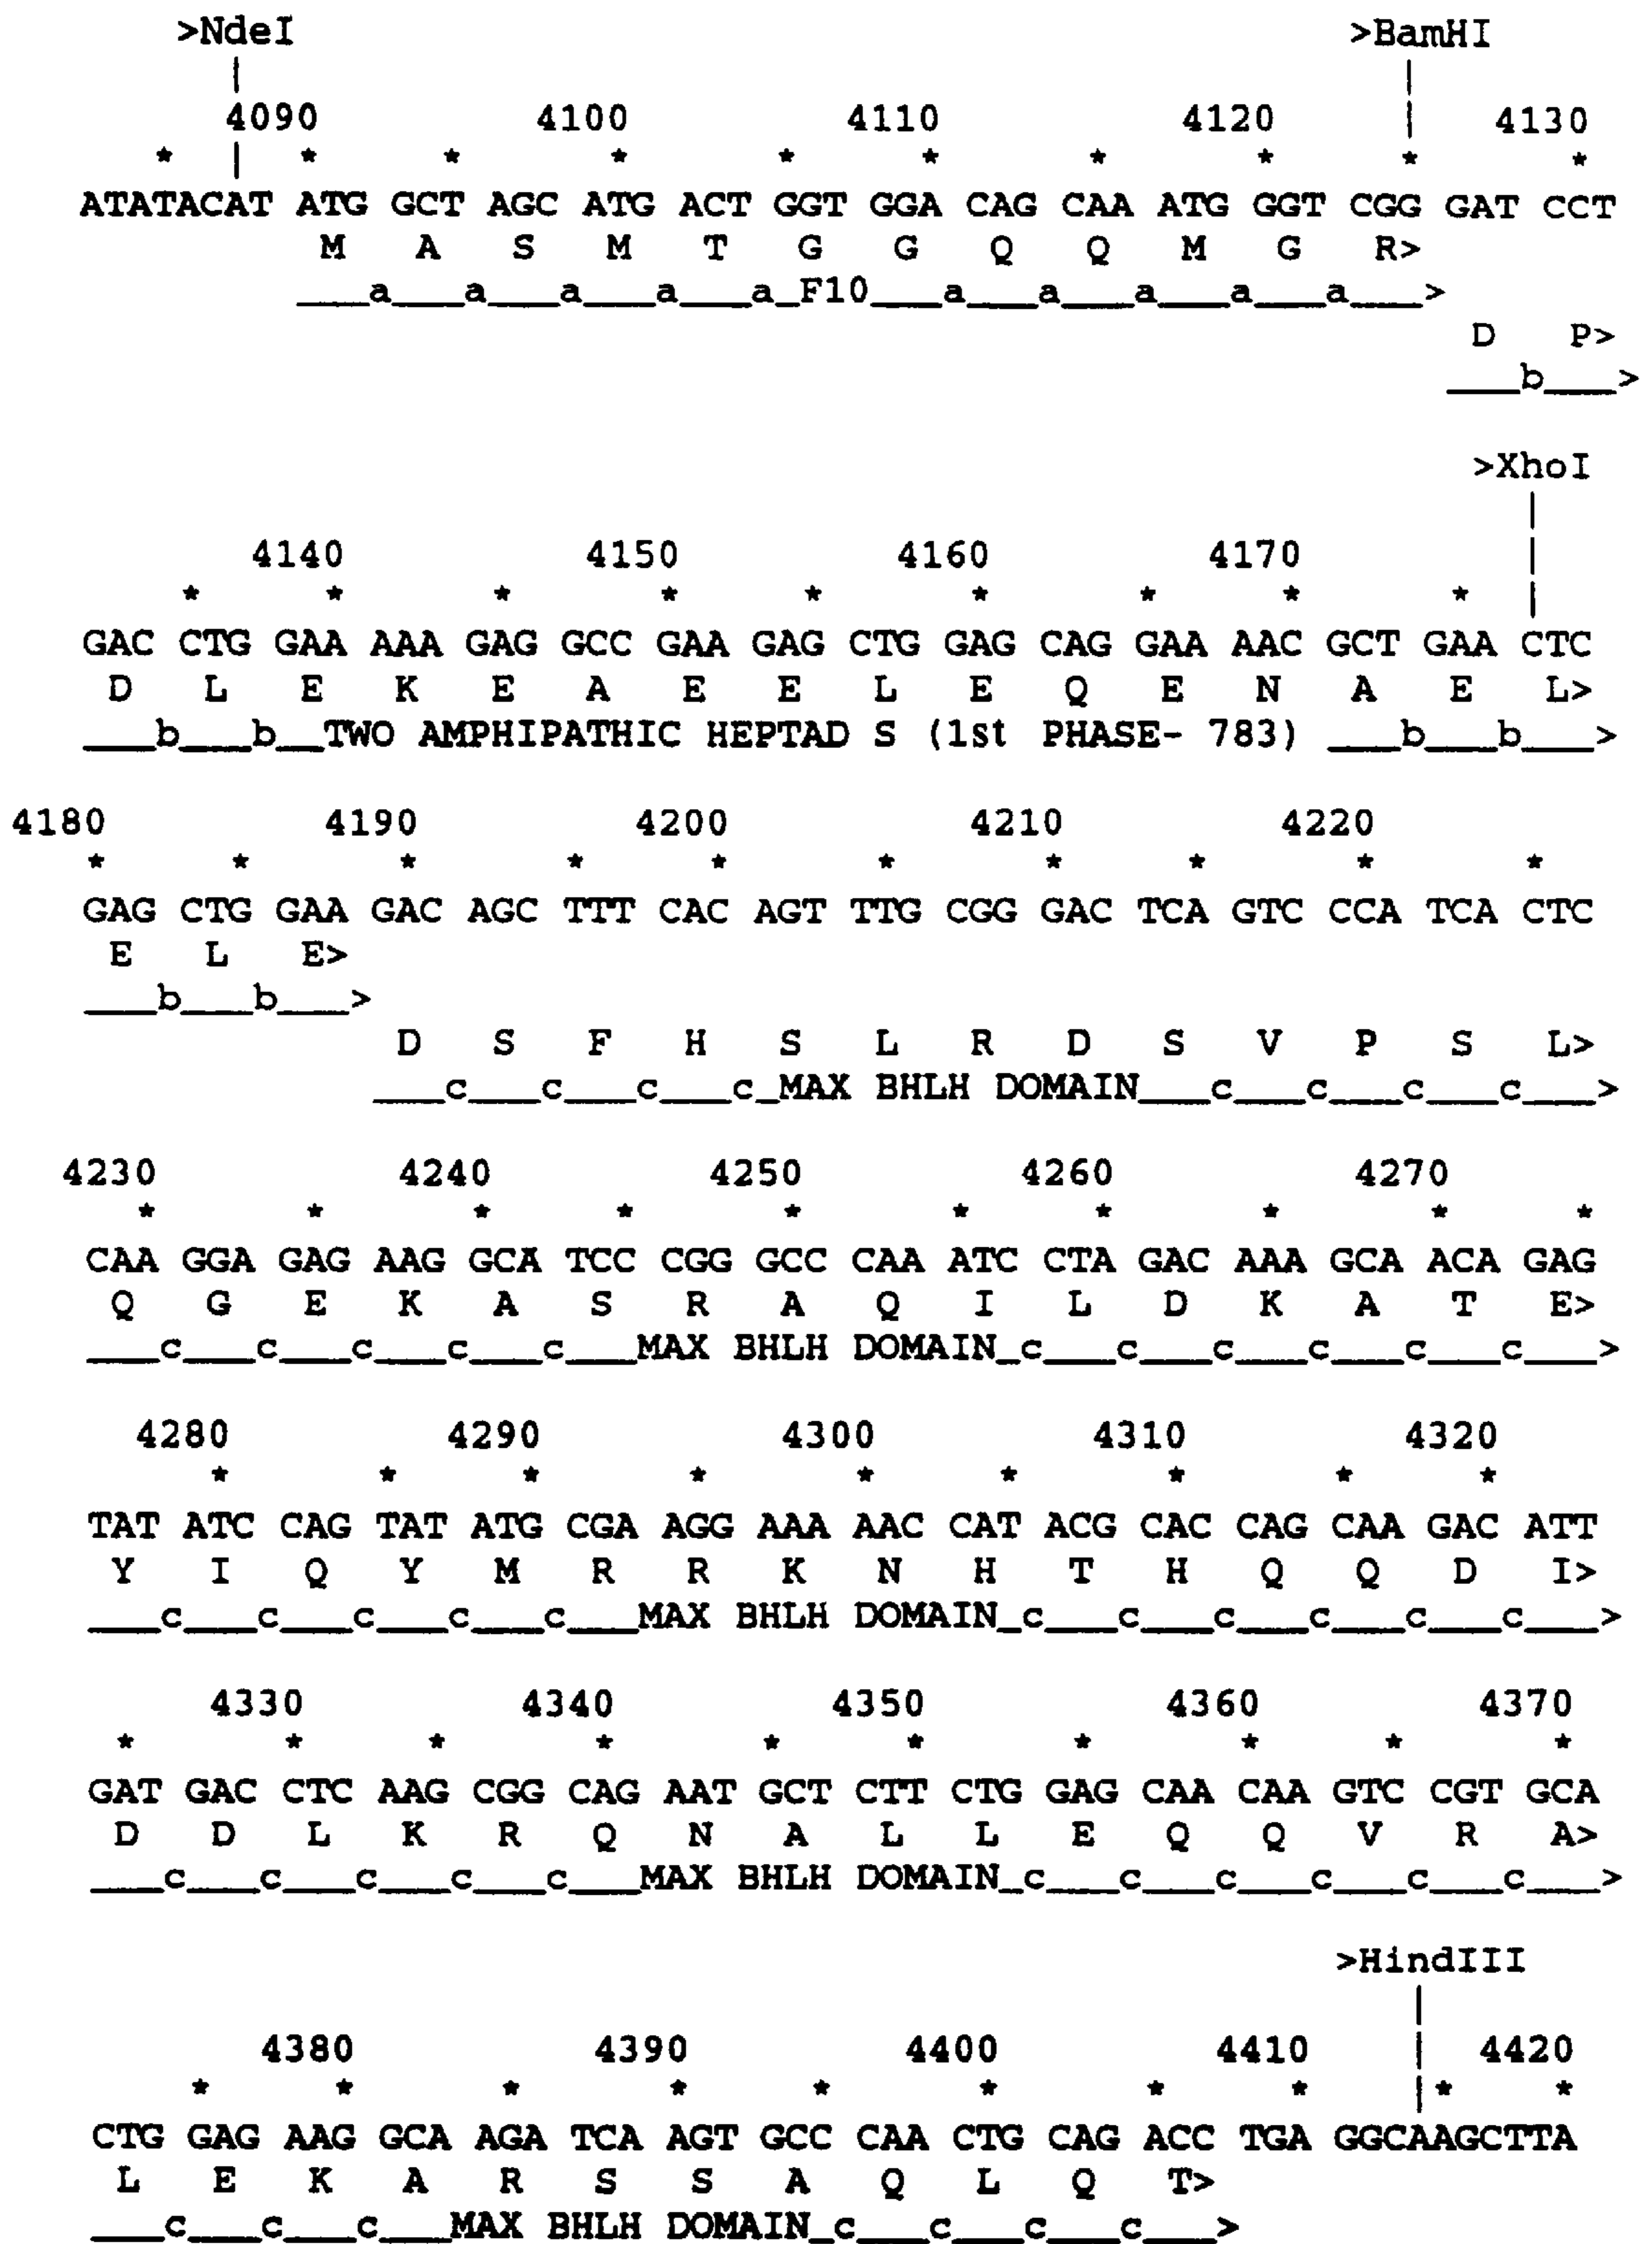 >NdeI >BamHI
4090 4100 4110 4120 4130
* | * * * * * * * * *
ATATACAT ATG GCT AGC ATG ACT GGT GGA CAG CAA ATG GGT CGG GAT CCT
M A S M T G G Q Q M G R>
___a___a___a___a___a_F10___a___a___a___a___a___>
D P>
___b___>
>XhoI
4140 4150 4160 4170
* * * * * * * * * |
GAC CTG GAA AAA GAG GCC GAA GAG CTG GAG CAG GAA AAC GCT GAA CTC
D L E K E A E E L E Q E N A E L>
___b___b__TWO AMPHIPATHIC HEPTAD S (1st PHASE- 783) ___b___b___>
4180 4190 4200 4210 4220
* * * * * * * * * *
GAG CTG GAA GAC AGC TTT CAC AGT TTG CGG GAC TCA GTC CCA TCA CTC
E L E>
___b___b___>
D S F H S L R D S V P S L>
___c___c___c___c_MAX BHLH DOMAIN___c___c___c___c___>
4230 4240 4250 4260 4270
* * * * * * * * * *
CAA GGA GAG AAG GCA TCC CGG GCC CAA ATC CTA GAC AAA GCA ACA GAG
Q G E K A S R A Q I L D K A T E>
___c___c___c___c___c___MAX BHLH DOMAIN_c___c___c___c___c___c___>
4280 4290 4300 4310 4320
* * * * * * * * *
TAT ATC CAG TAT ATG CGA AGG AAA AAC CAT ACG CAC CAG CAA GAC ATT
Y I Q Y M R R K N H T H Q Q D I>
___c___c___c___c___c___MAX BHLH DOMAIN_c___c___c___c___c___c___>
4330 4340 4350 4360 4370
* * * * * * * * * *
GAT GAC CTC AAG CGG CAG AAT GCT CTT CTG GAG CAA CAA GTC CGT GCA
D D L K R Q N A L L E Q Q V R A>
___c___c___c___c___c___MAX BHLH DOMAIN_c___c___c___c___c___c___>
>HindIII
4380 4390 4400 4410 4420
* * * * * * * * |* *
CTG GAG AAG GCA AGA TCA AGT GCC CAA CTG CAG ACC TGA GGCAAGCTTA
L E K A R S S A Q L Q T>
___c___c___c___MAX BHLH DOMAIN_c___c___c___c___>